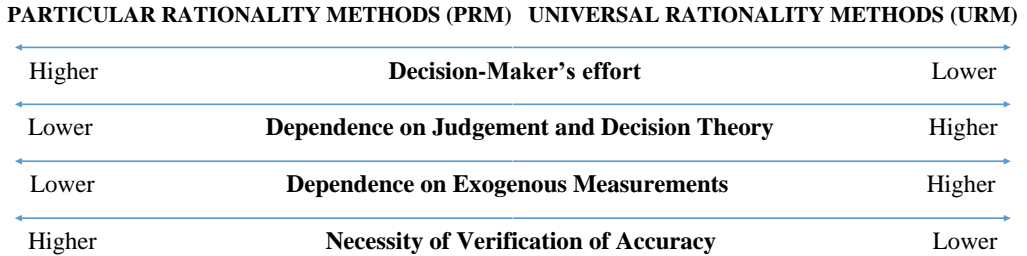 PARTICULAR RATIONALITY METHODS (PRM) UNIVERSAL RATIONALITY METHODS (URM)
Higher Decision-Maker’s effort Lower
Lower Dependence on Judgement and Decision Theory Higher
Lower Dependence on Exogenous Measurements Higher
Higher Necessity of Verification of Accuracy Lower